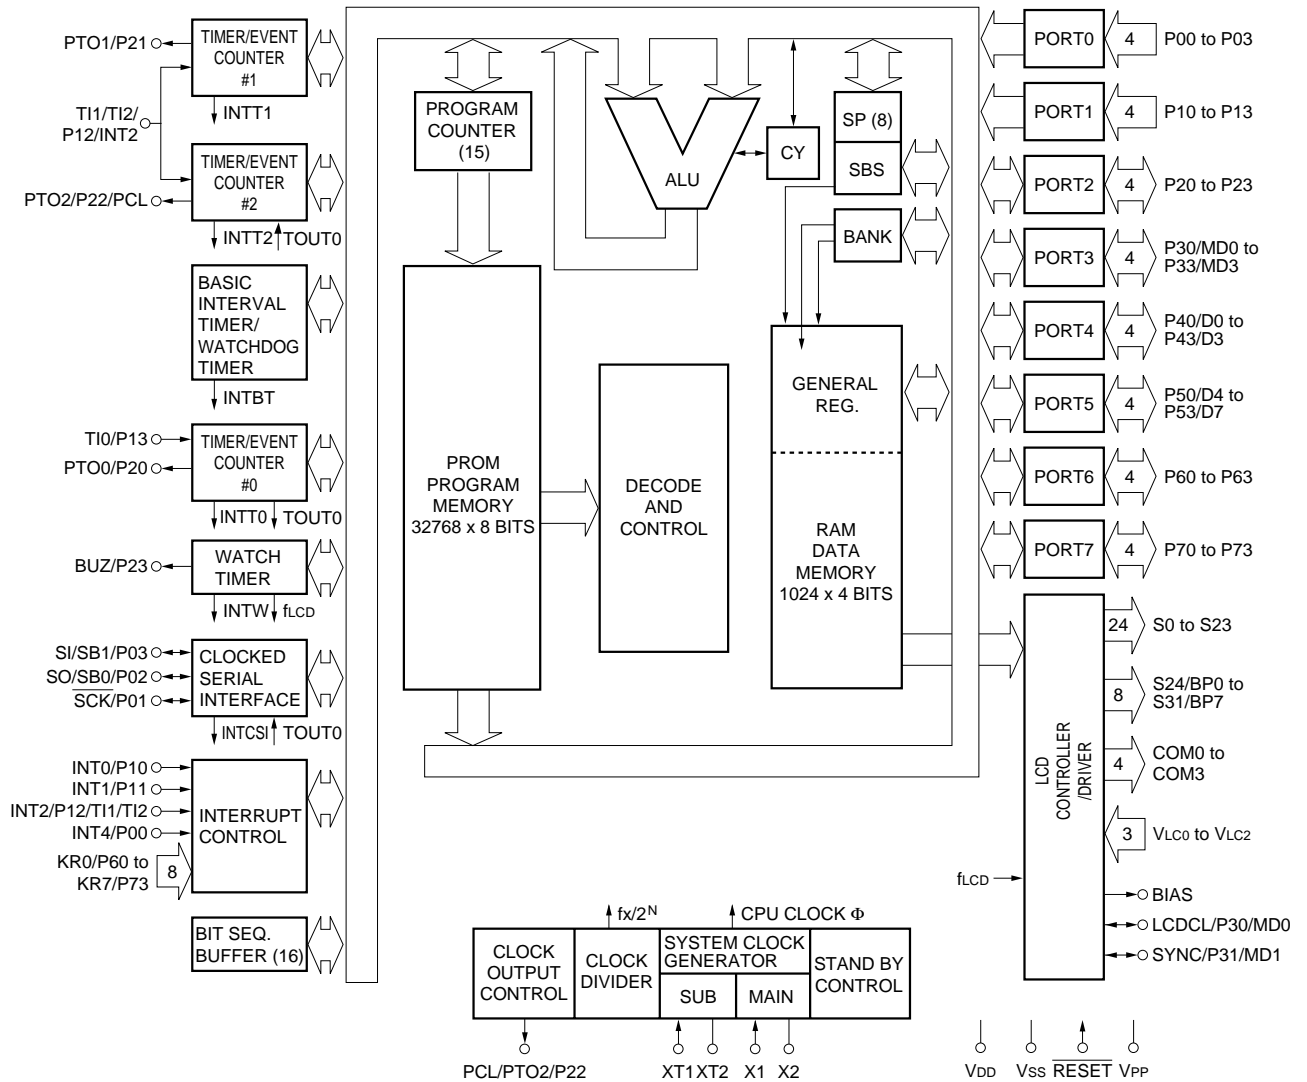 PTO1/P21
TI1/TI2/
P12/INT2
PTO2/P22/PCL
TIMER/EVENT
COUNTER
#1
INTT1
TIMER/EVENT
COUNTER
#2
INTT2
TOUT0
BASIC
INTERVAL
TIMER/
WATCHDOG
TIMER
INTBT
TI0/P13
PTO0/P20
TIMER/EVENT
COUNTER
#0
INTT0
TOUT0
BUZ/P23
WATCH
TIMER
INTW
fLCD
SI/SB1/P03
SO/SB0/P02
SCK/P01
CLOCKED
SERIAL
INTERFACE
INTCSI
TOUT0
INT0/P10
INT1/P11
INT2/P12/TI1/TI2
INT4/P00
KR0/P60 to
KR7/P73
8
INTERRUPT
CONTROL
BIT SEQ.
BUFFER (16)
PROGRAM
COUNTER
(15)
ALU
CY
SP (8)
SBS
BANK
PROM
PROGRAM
MEMORY
32768 x 8 BITS
DECODE
AND
CONTROL
GENERAL
REG.
RAM
DATA
MEMORY
1024 x 4 BITS
fx/2N
CPU CLOCK Φ
CLOCK
OUTPUT
CONTROL
CLOCK
DIVIDER
SYSTEM CLOCK
GENERATOR
SUB
MAIN
STAND BY
CONTROL
PCL/PTO2/P22
XT1 XT2
X1 X2
PORT0
4
P00 to P03
PORT1
4
P10 to P13
PORT2
4
P20 to P23
PORT3
4
P30/MD0 to
P33/MD3
PORT4
4
P40/D0 to
P43/D3
PORT5
4
P50/D4 to
P53/D7
PORT6
4
P60 to P63
PORT7
4
P70 to P73
LCD
CONTROLLER
/DRIVER
24
S0 to S23
8
S24/BP0 to
S31/BP7
4
COM0 to
COM3
3
VLC0 to VLC2
fLCD
BIAS
LCDCL/P30/MD0
SYNC/P31/MD1
VDD
VSS
RESET
VPP